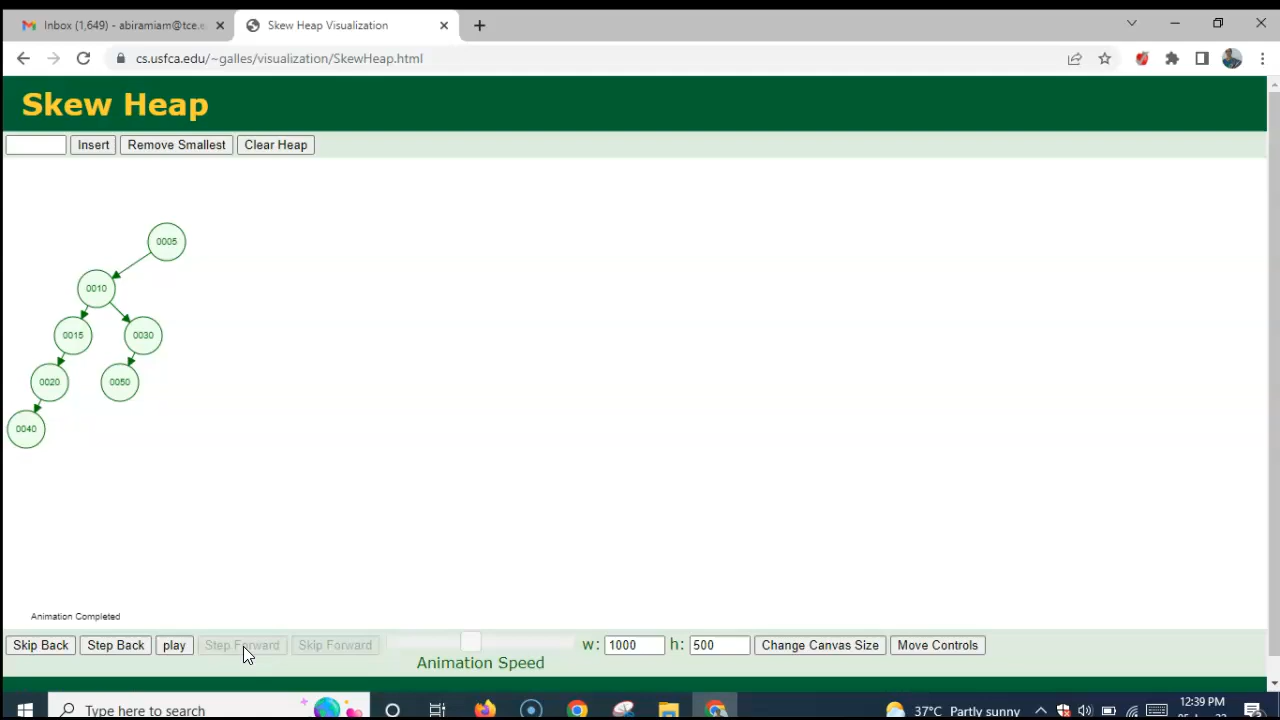 Inbox (1,649) - abiramiam@tce.e
Skew Heap Visualization
cs.usfca.edu/~galles/visualization/SkewHeap.html
Skew Heap
Insert Remove Smallest Clear Heap
0005
0010
0015 0030
0020 0050
0040
Animation Completed
Skip Back Step Back play Step Forward Skip Forward w: 1000 h: 500 Change Canvas Size Move Controls
Animation Speed
Type here to search
37°C Partly sunny
12:39 PM